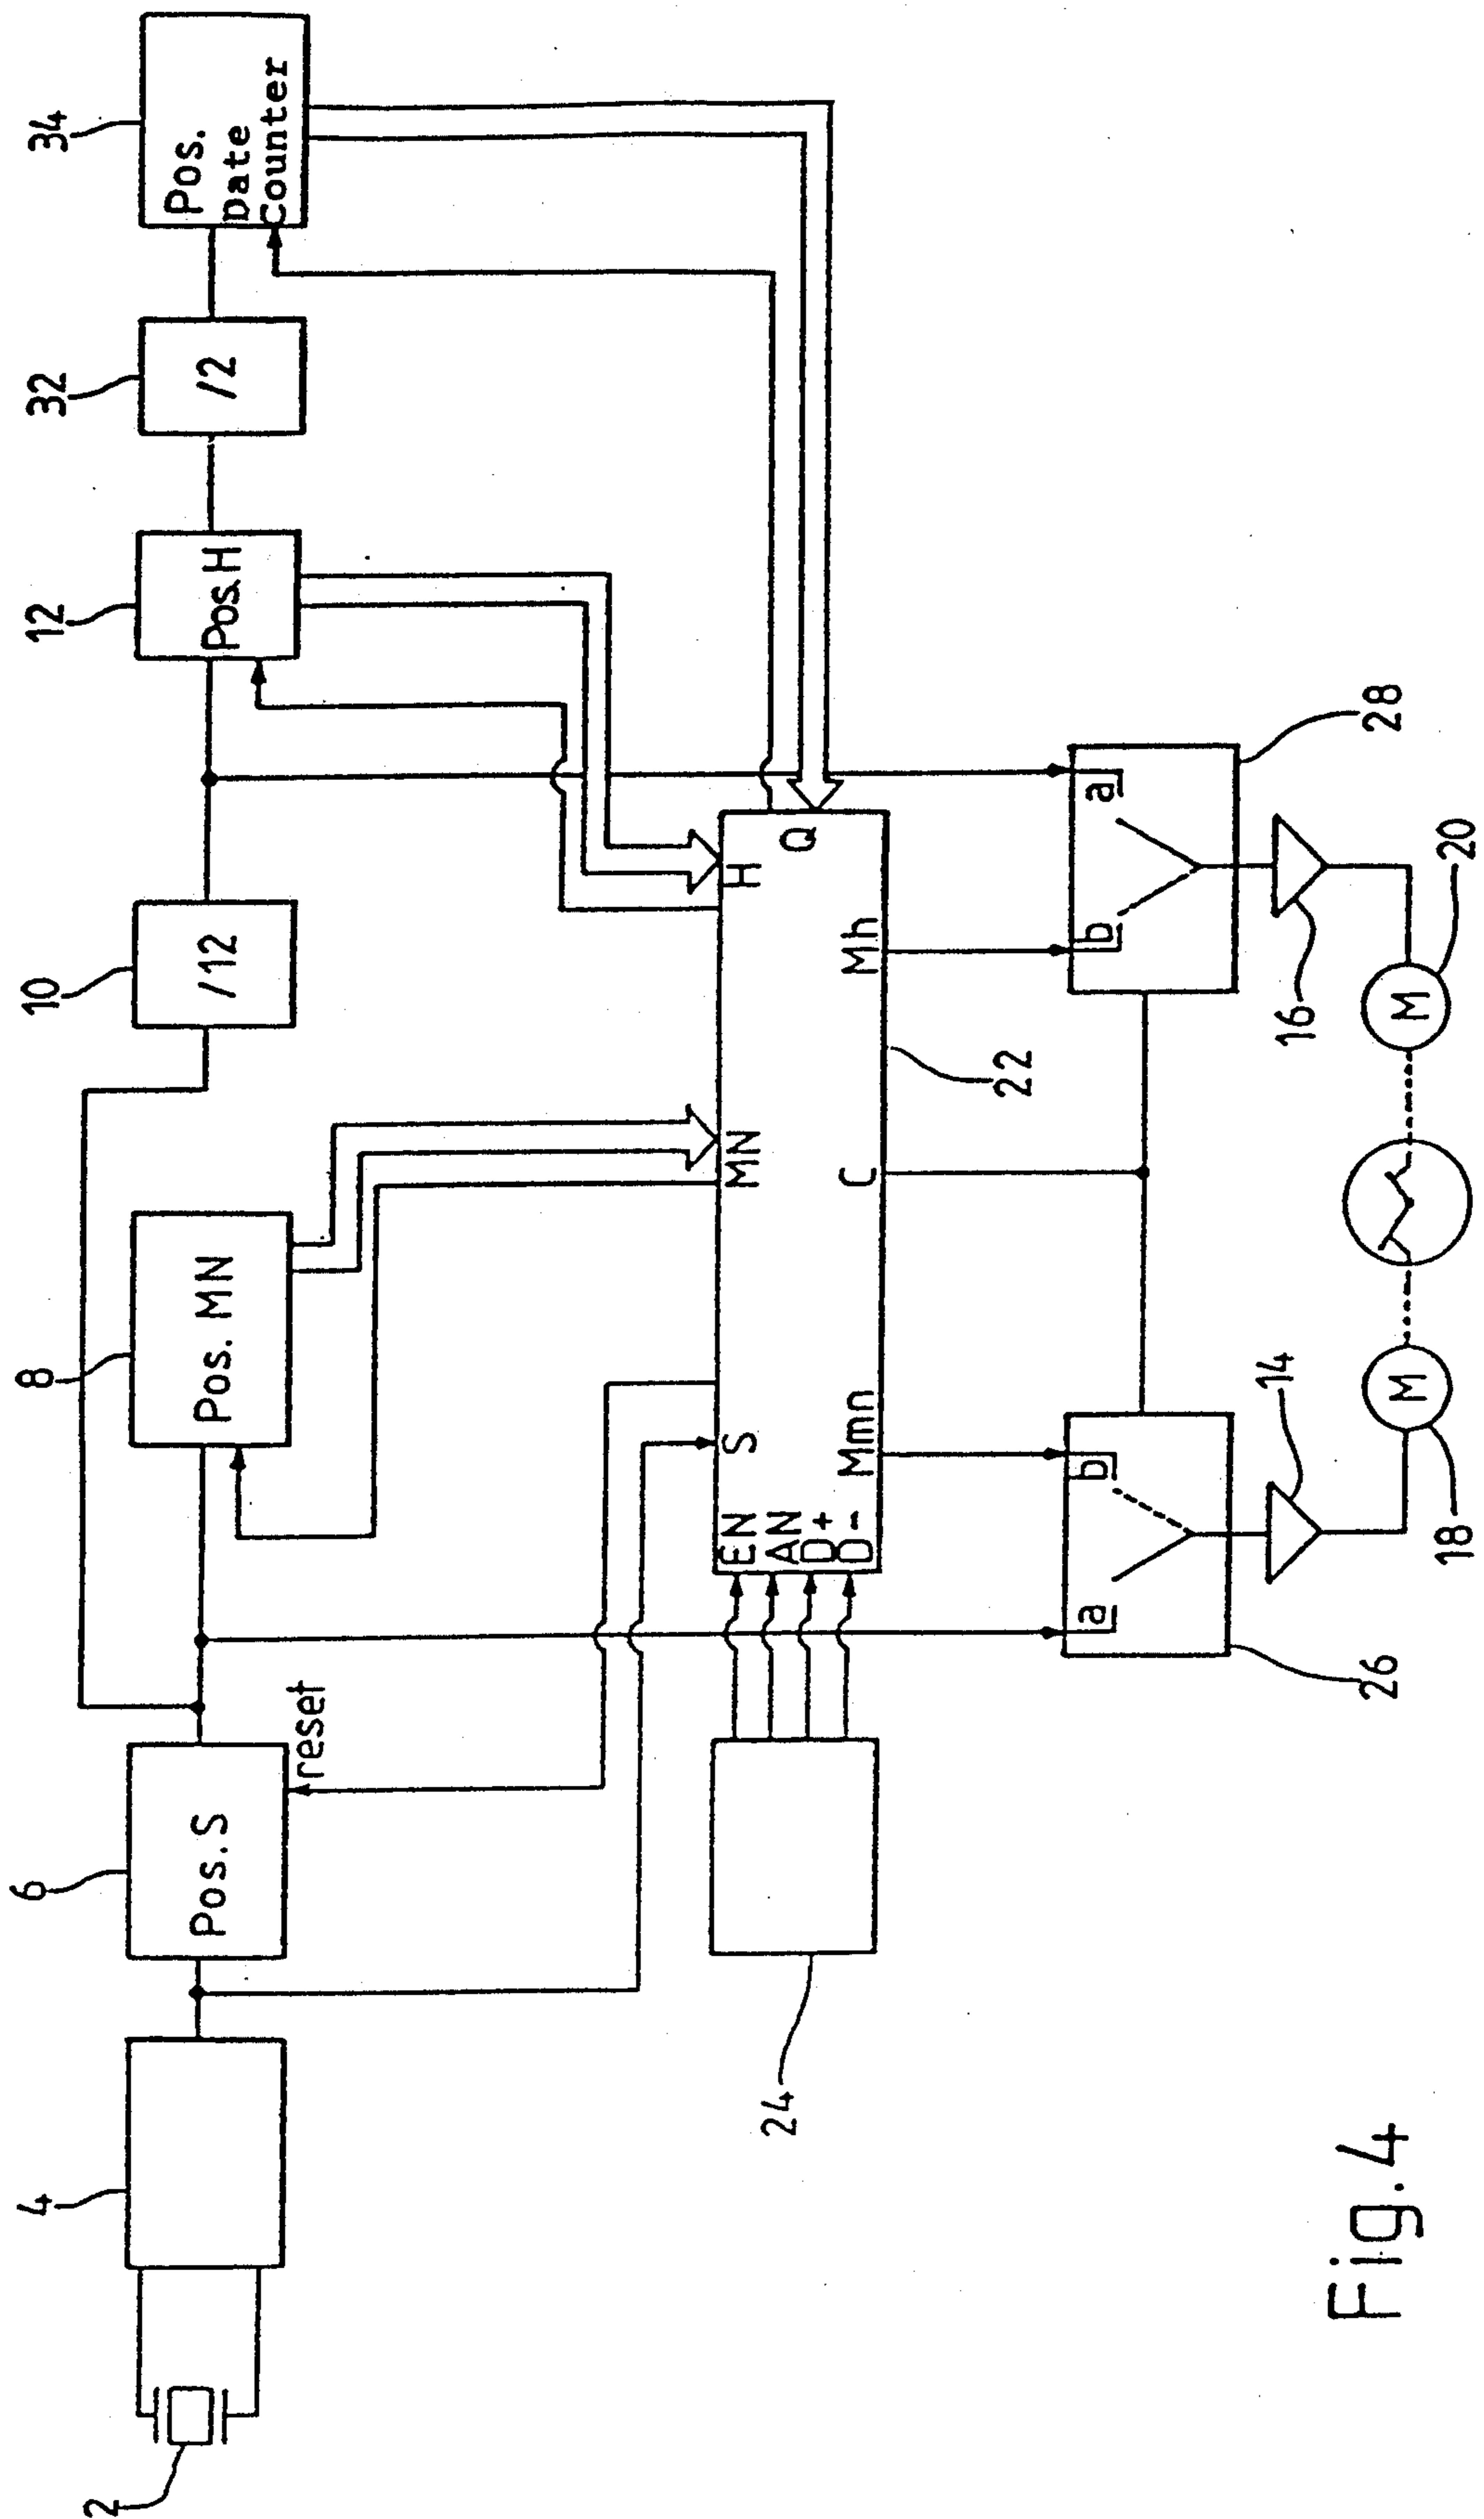 2
4
6
8
10
12
32
34
Pos. S
reset
Pos. MN
/12
Pos. H
/2
Pos.
Date
Counter
24
EN
AN
D+
D-
S
MN
H
Q
Mmn
C
Mh
22
a
b
b
a
26
28
14
16
M
M
18
20
Fig. 4